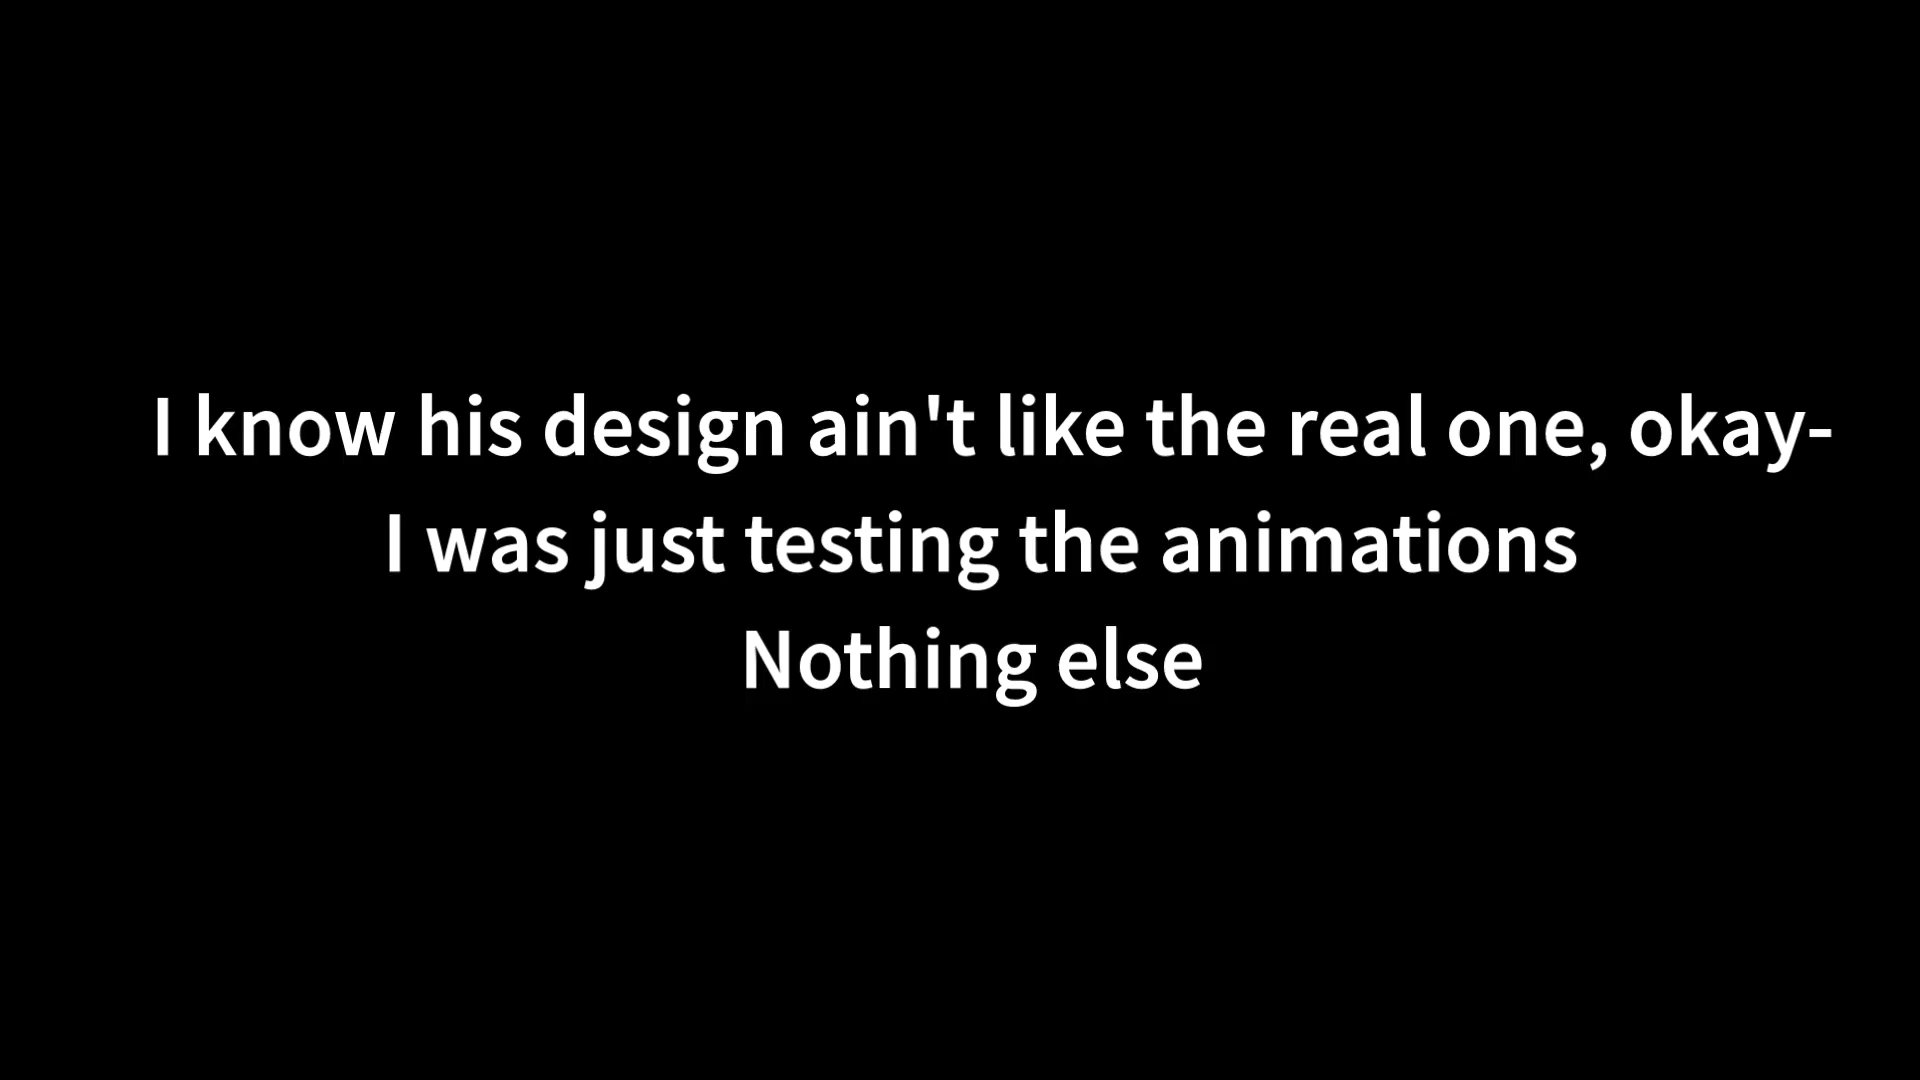 I know his design ain't like the real one, okay-
I was just testing the animations
Nothing else